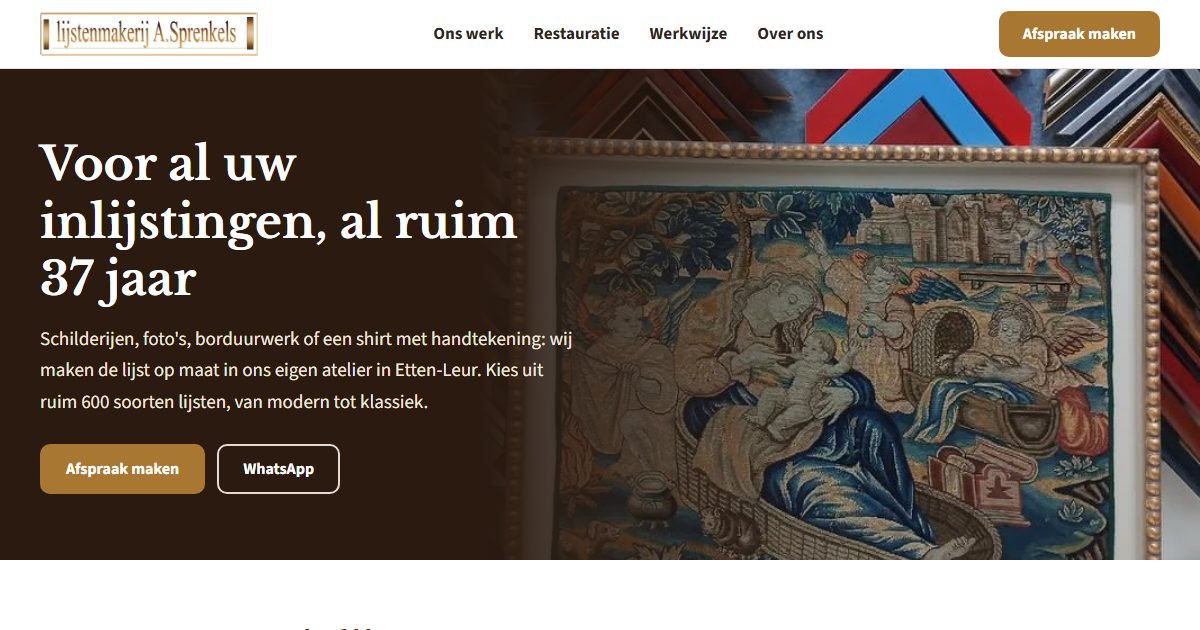 lijstenmakerij A.Sprenkels
Ons werk
Restauratie
Werkwijze
Over ons
Afspraak maken
Voor al uw
inlijstingen, al ruim
37 jaar
Schilderijen, foto's, borduurwerk of een shirt met handtekening: wij
maken de lijst op maat in ons eigen atelier in Etten-Leur. Kies uit
ruim 600 soorten lijsten, van modern tot klassiek.
Afspraak maken
WhatsApp